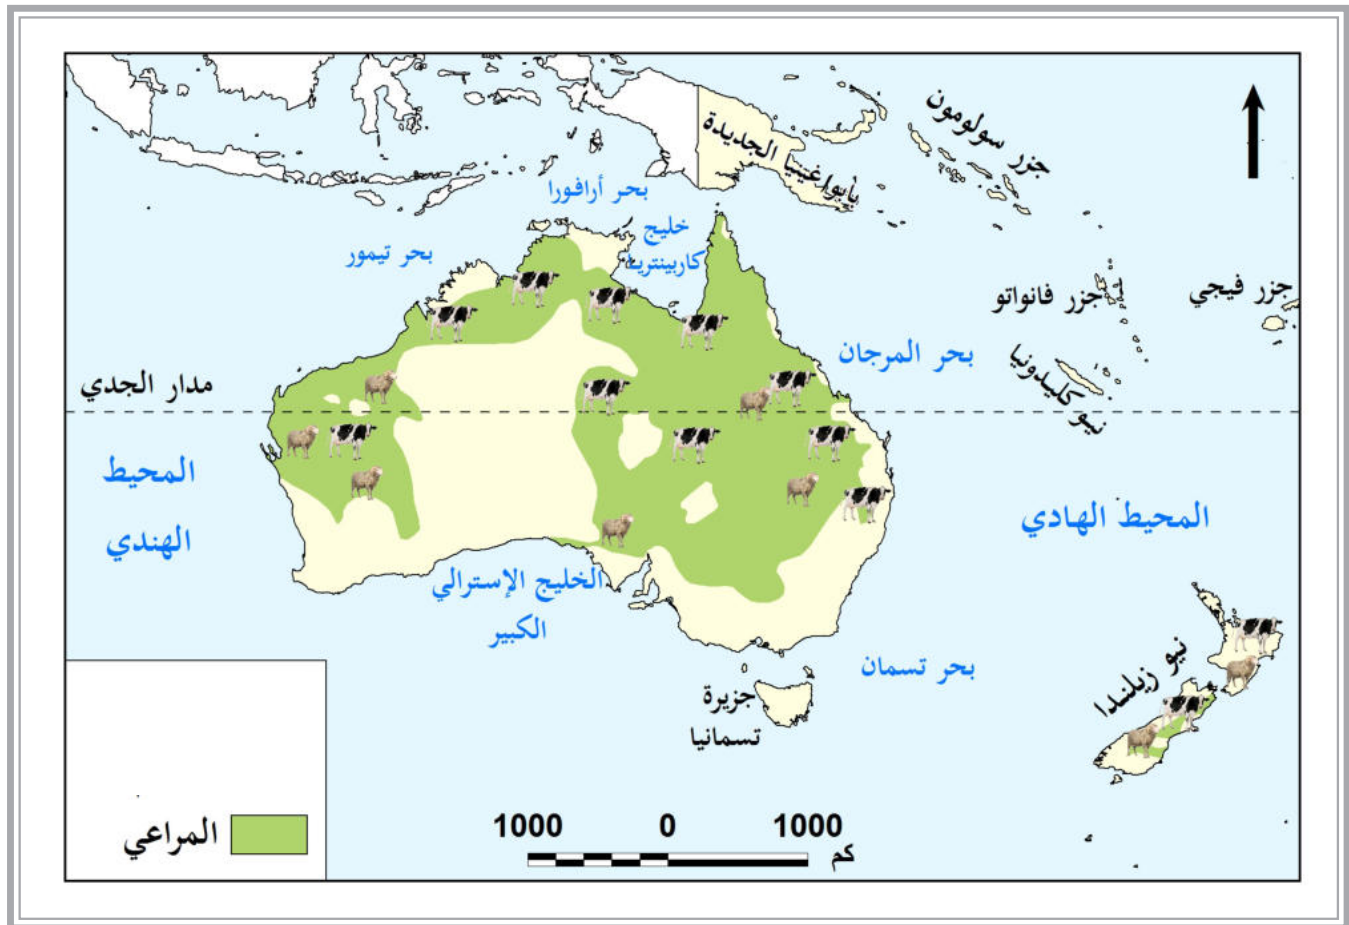 جزر سولومون
بابواغينيا الجديدة
بحر أرافورا
خليج
كاربينتريا
بحر تيمور
جزر فيجي
جزر فانواتو
بحر المرجان
نيو كليدونيا
مدار الجدي
المحيط
الهندي
المحيط الهادي
الخليج الإسترالي
الكبير
بحر تسمان
نيو زيلندا
جزيرة
تسمانيا
1000 0 1000
كم
المراعي